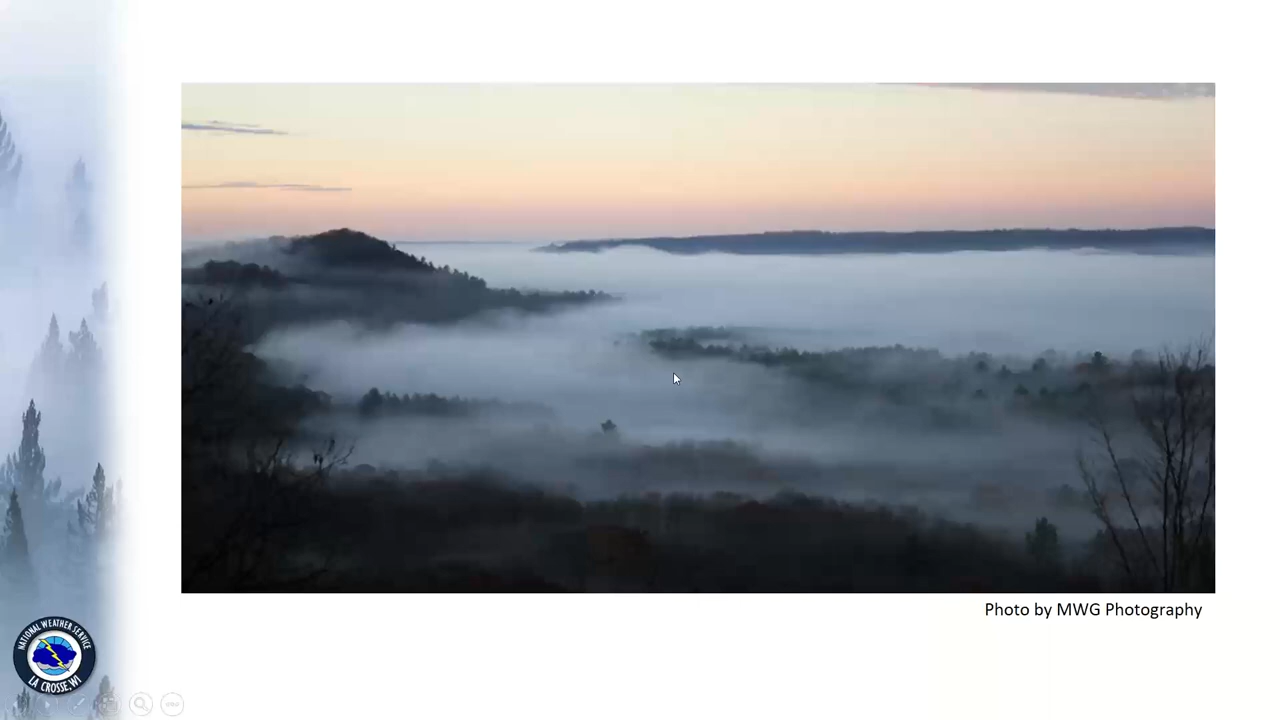 Photo by MWG Photography
NATIONAL WEATHER SERVICE
LA CROSSE, WI